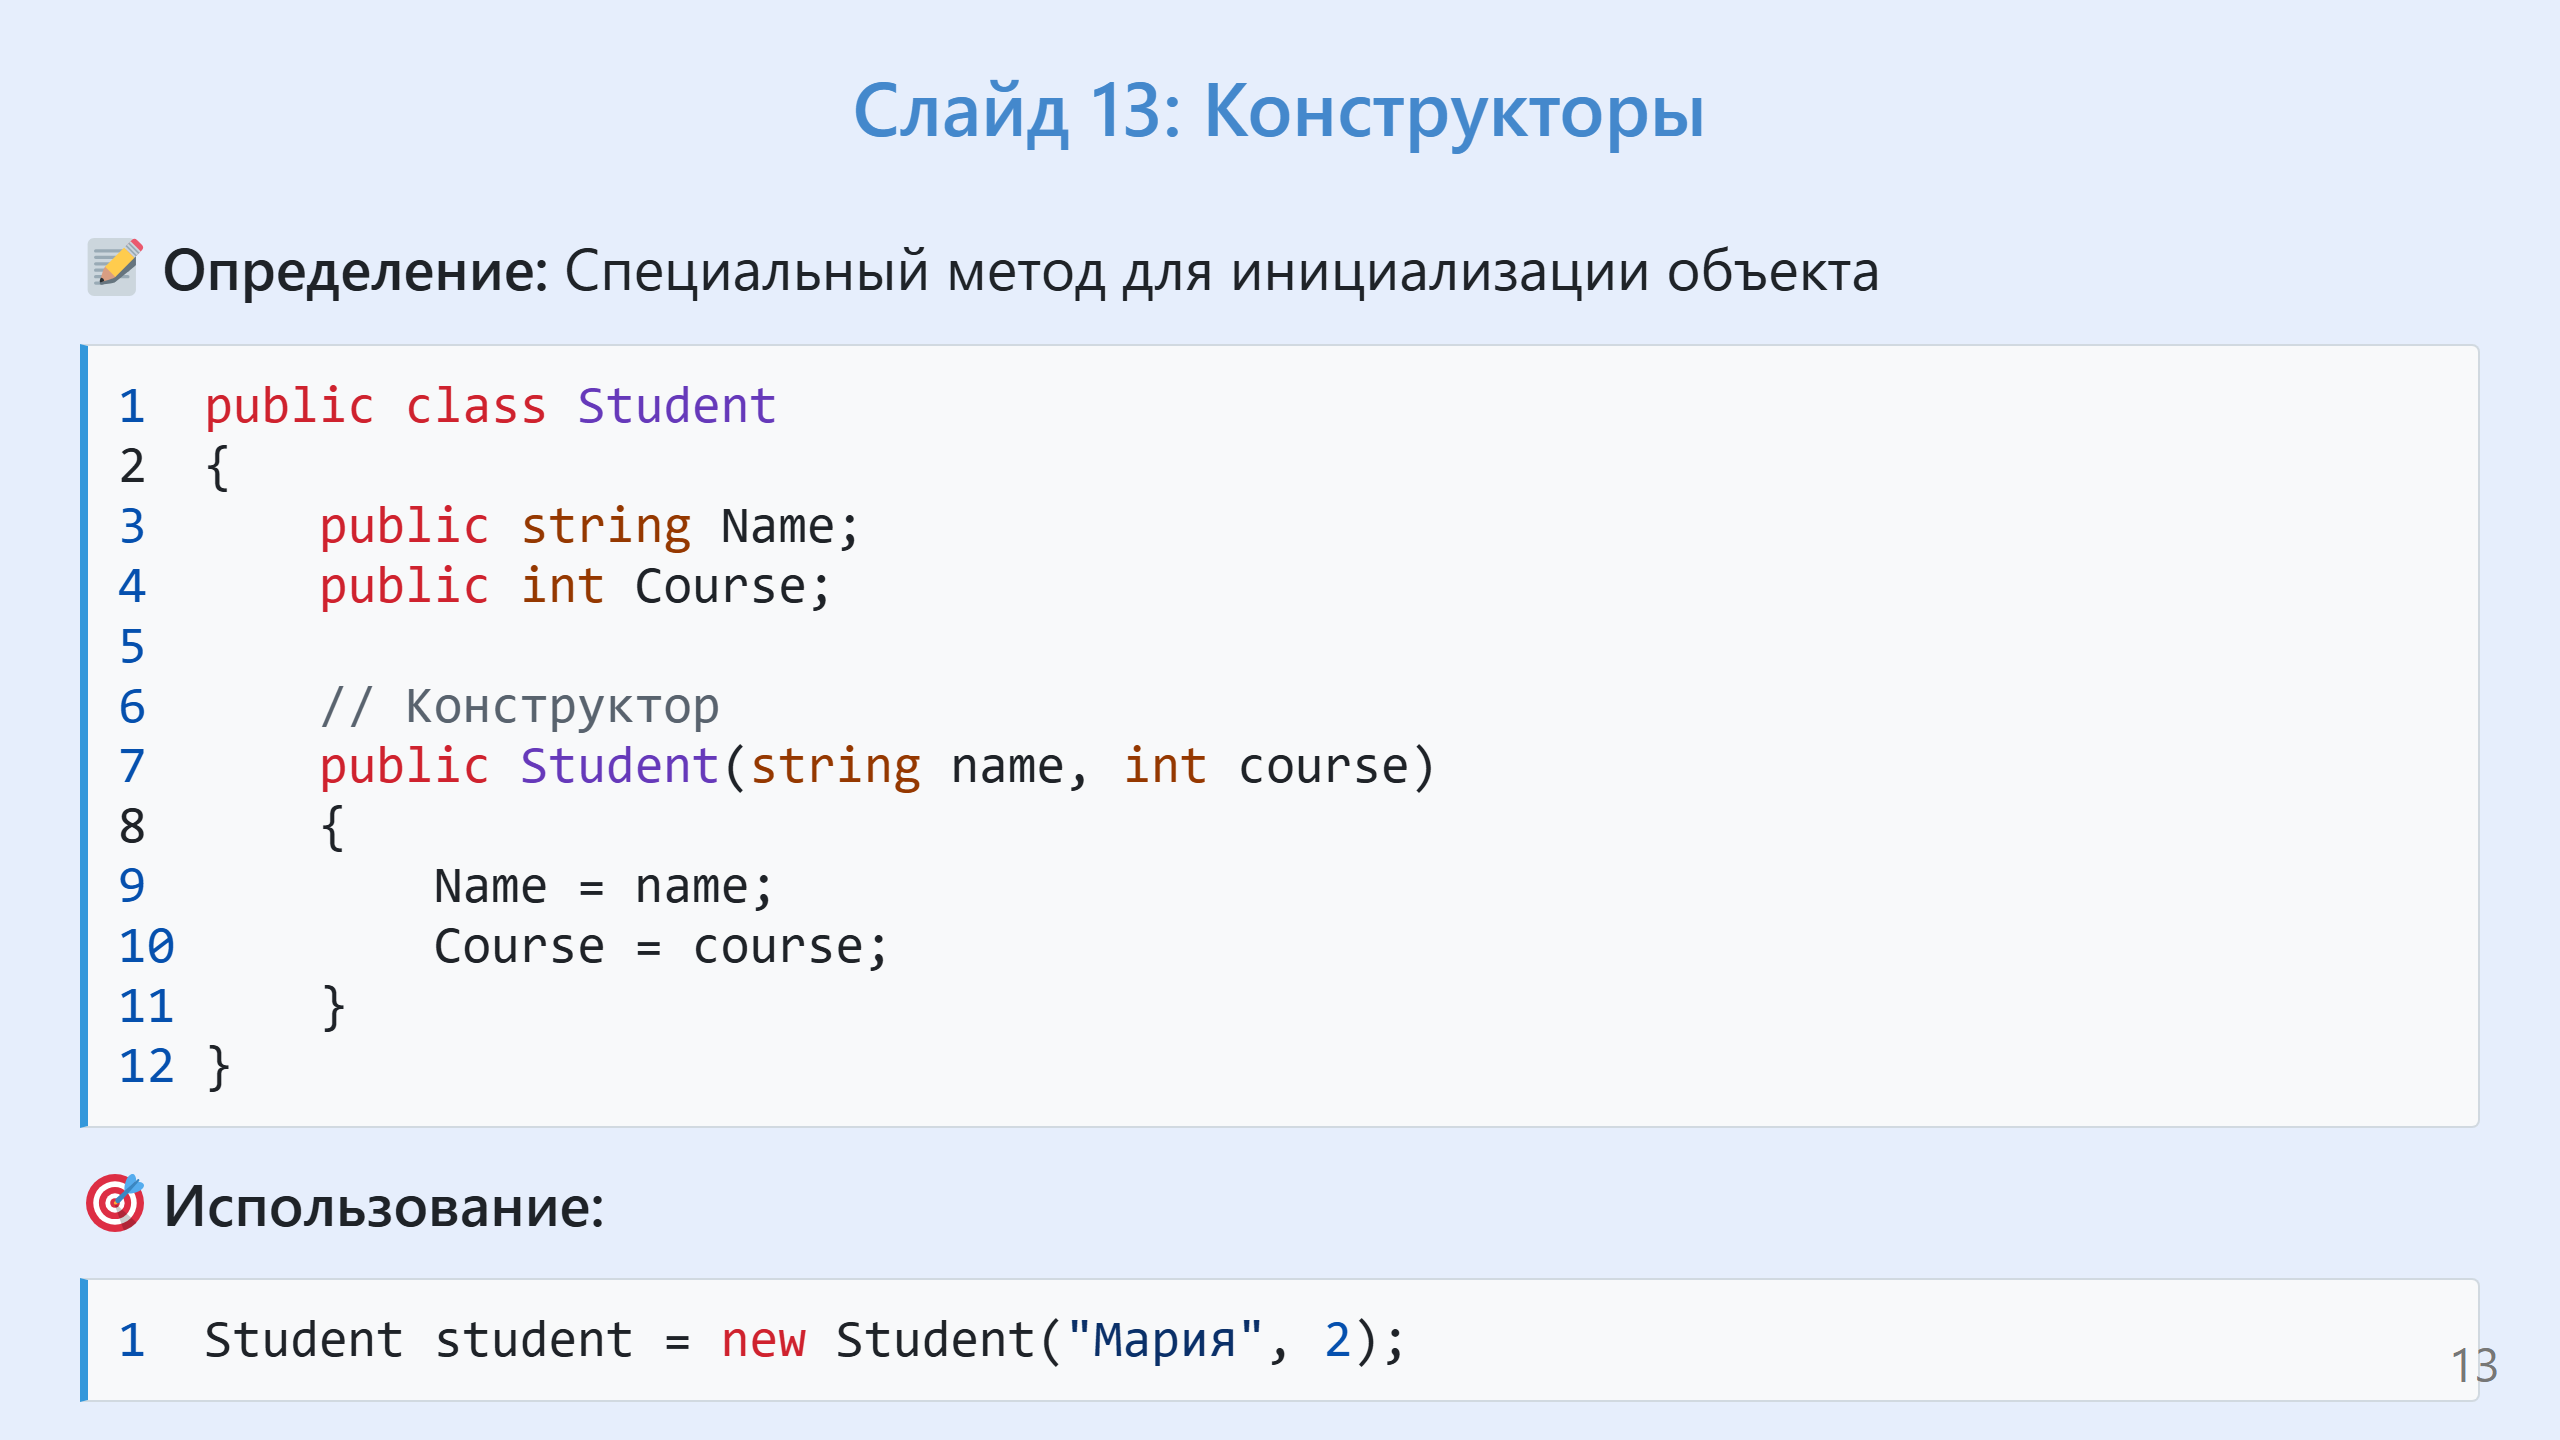 Слайд 13: Конструкторы
📝 Определение: Специальный метод для инициализации объекта
1  public class Student
2  {
3      public string Name;
4      public int Course;
5
6      // Конструктор
7      public Student(string name, int course)
8      {
9          Name = name;
10         Course = course;
11     }
12 }
🎯 Использование:
1  Student student = new Student("Мария", 2);
13